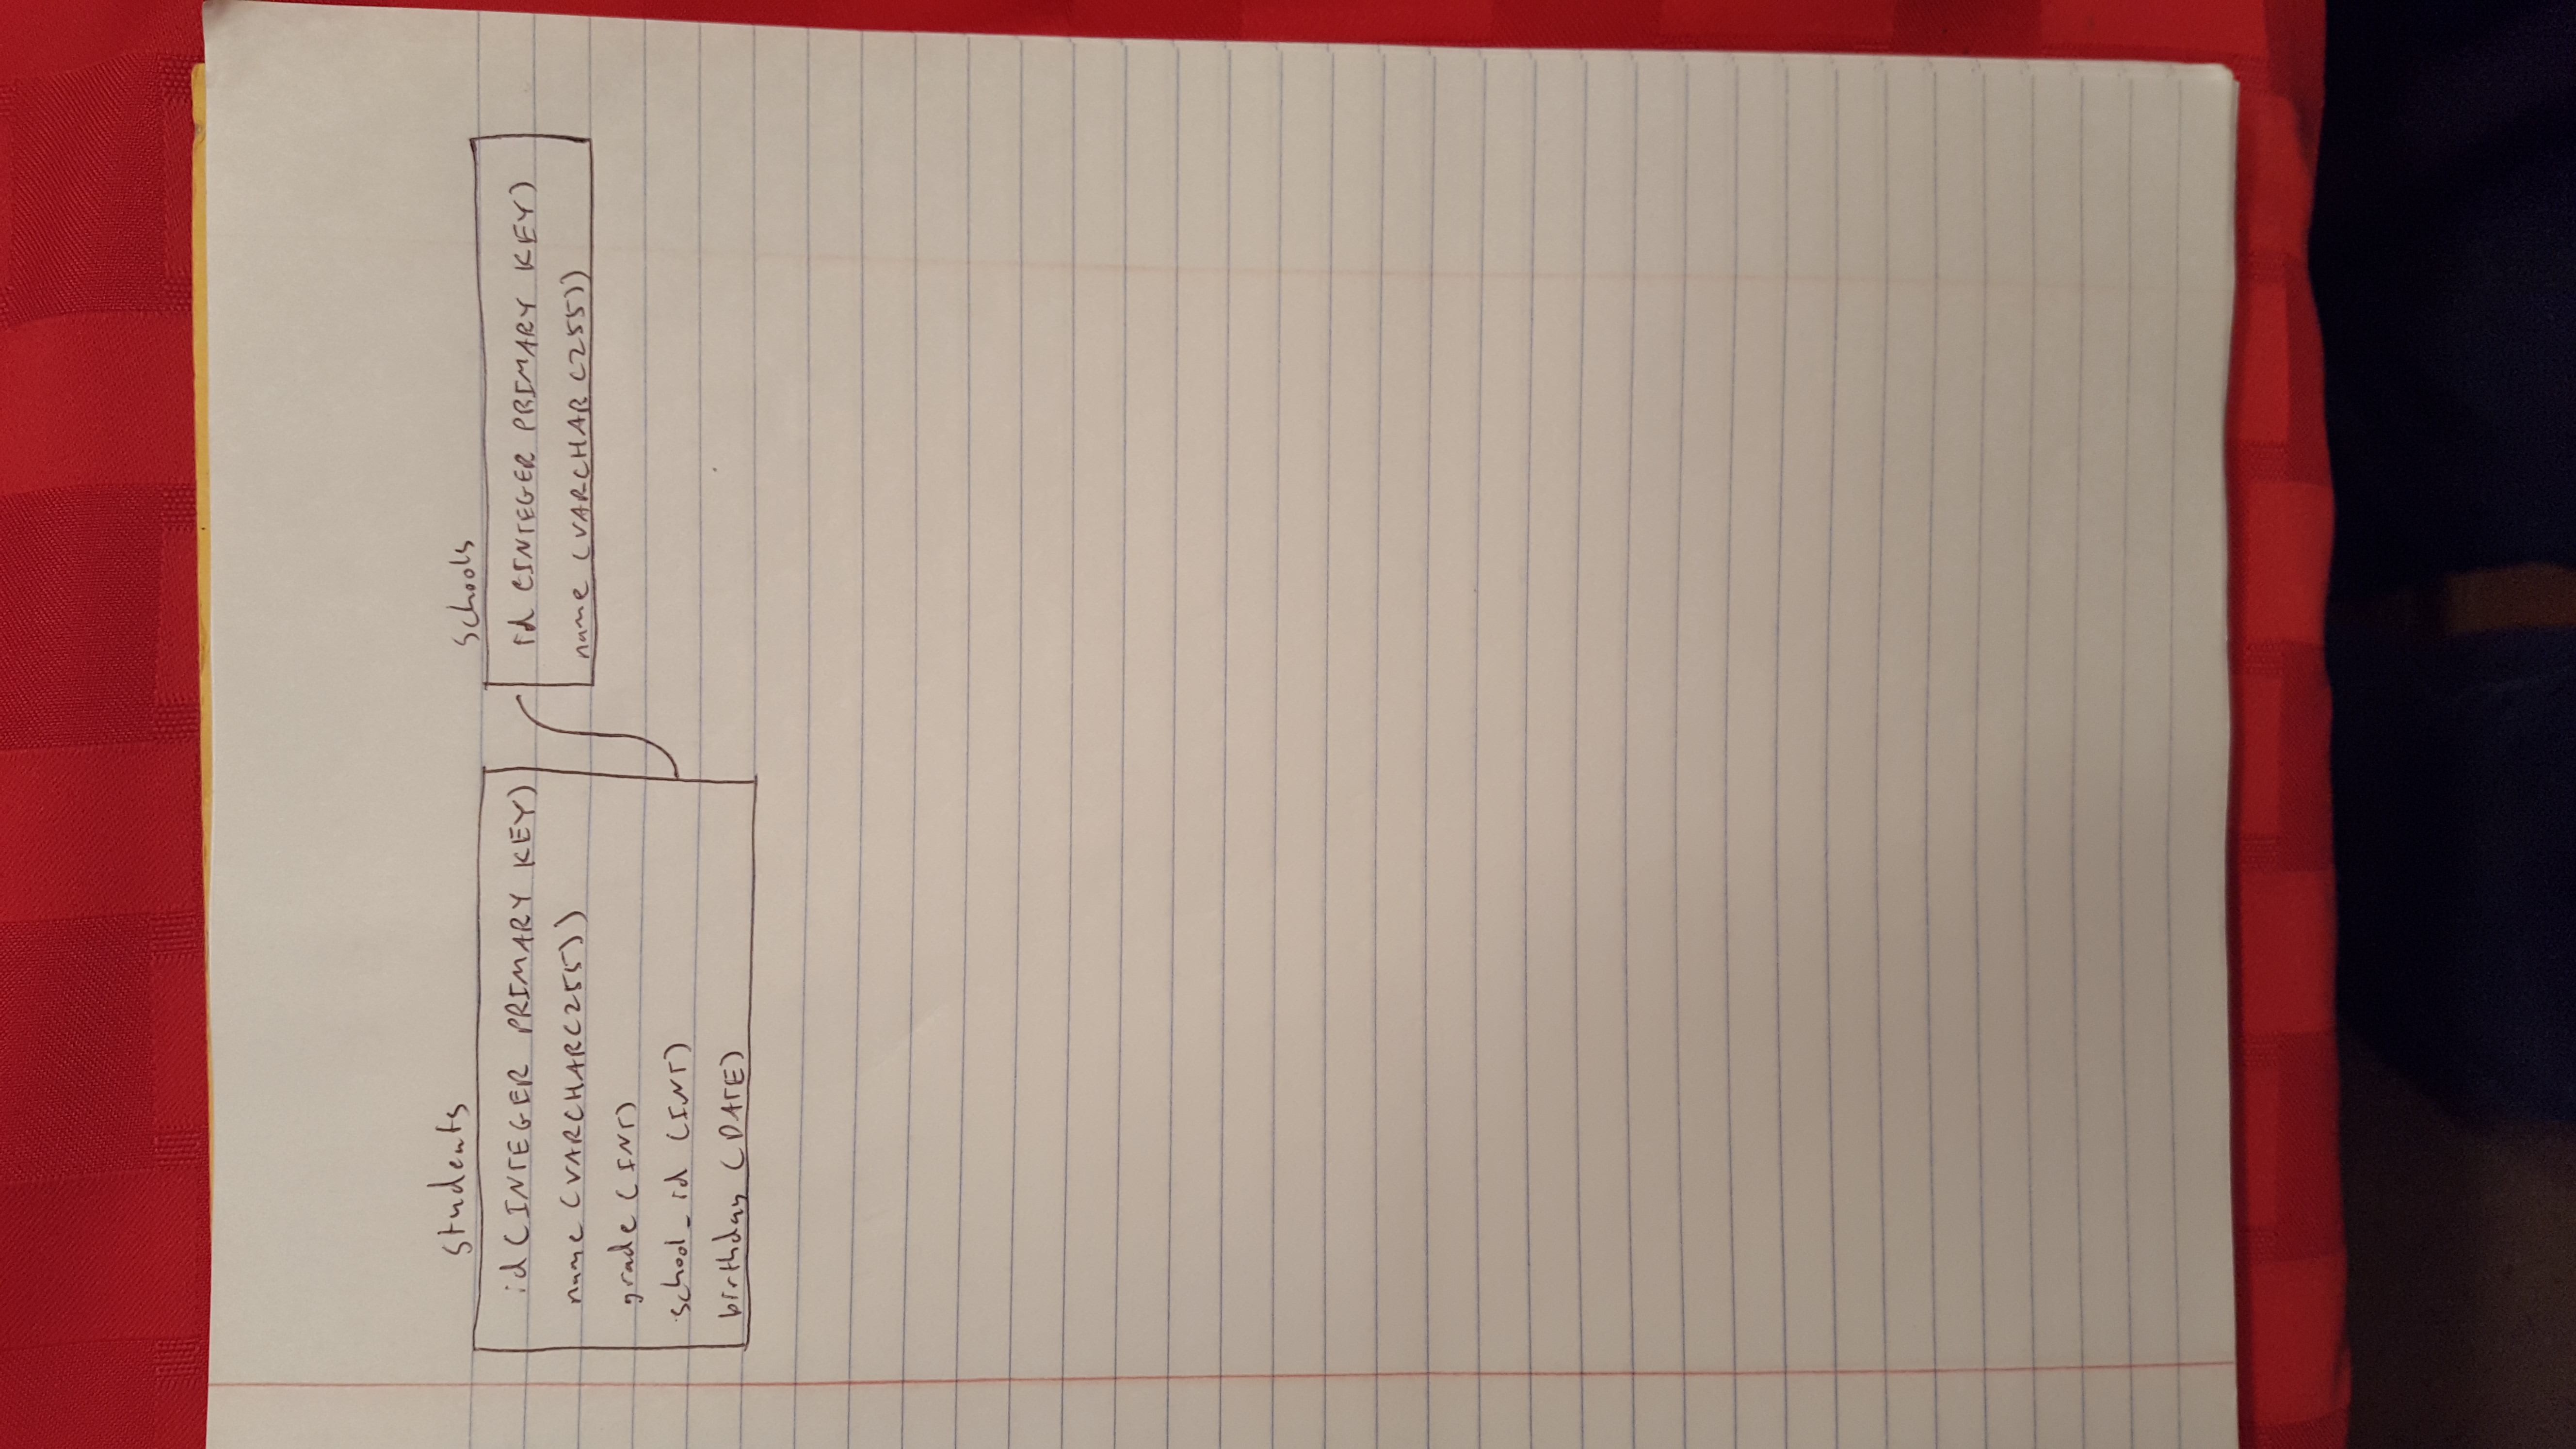 students
id (INTEGER PRIMARY KEY)
name (VARCHAR(255))
grade (INT)
school_id (INT)
birthday (DATE)
schools
id (INTEGER PRIMARY KEY)
name (VARCHAR (255))